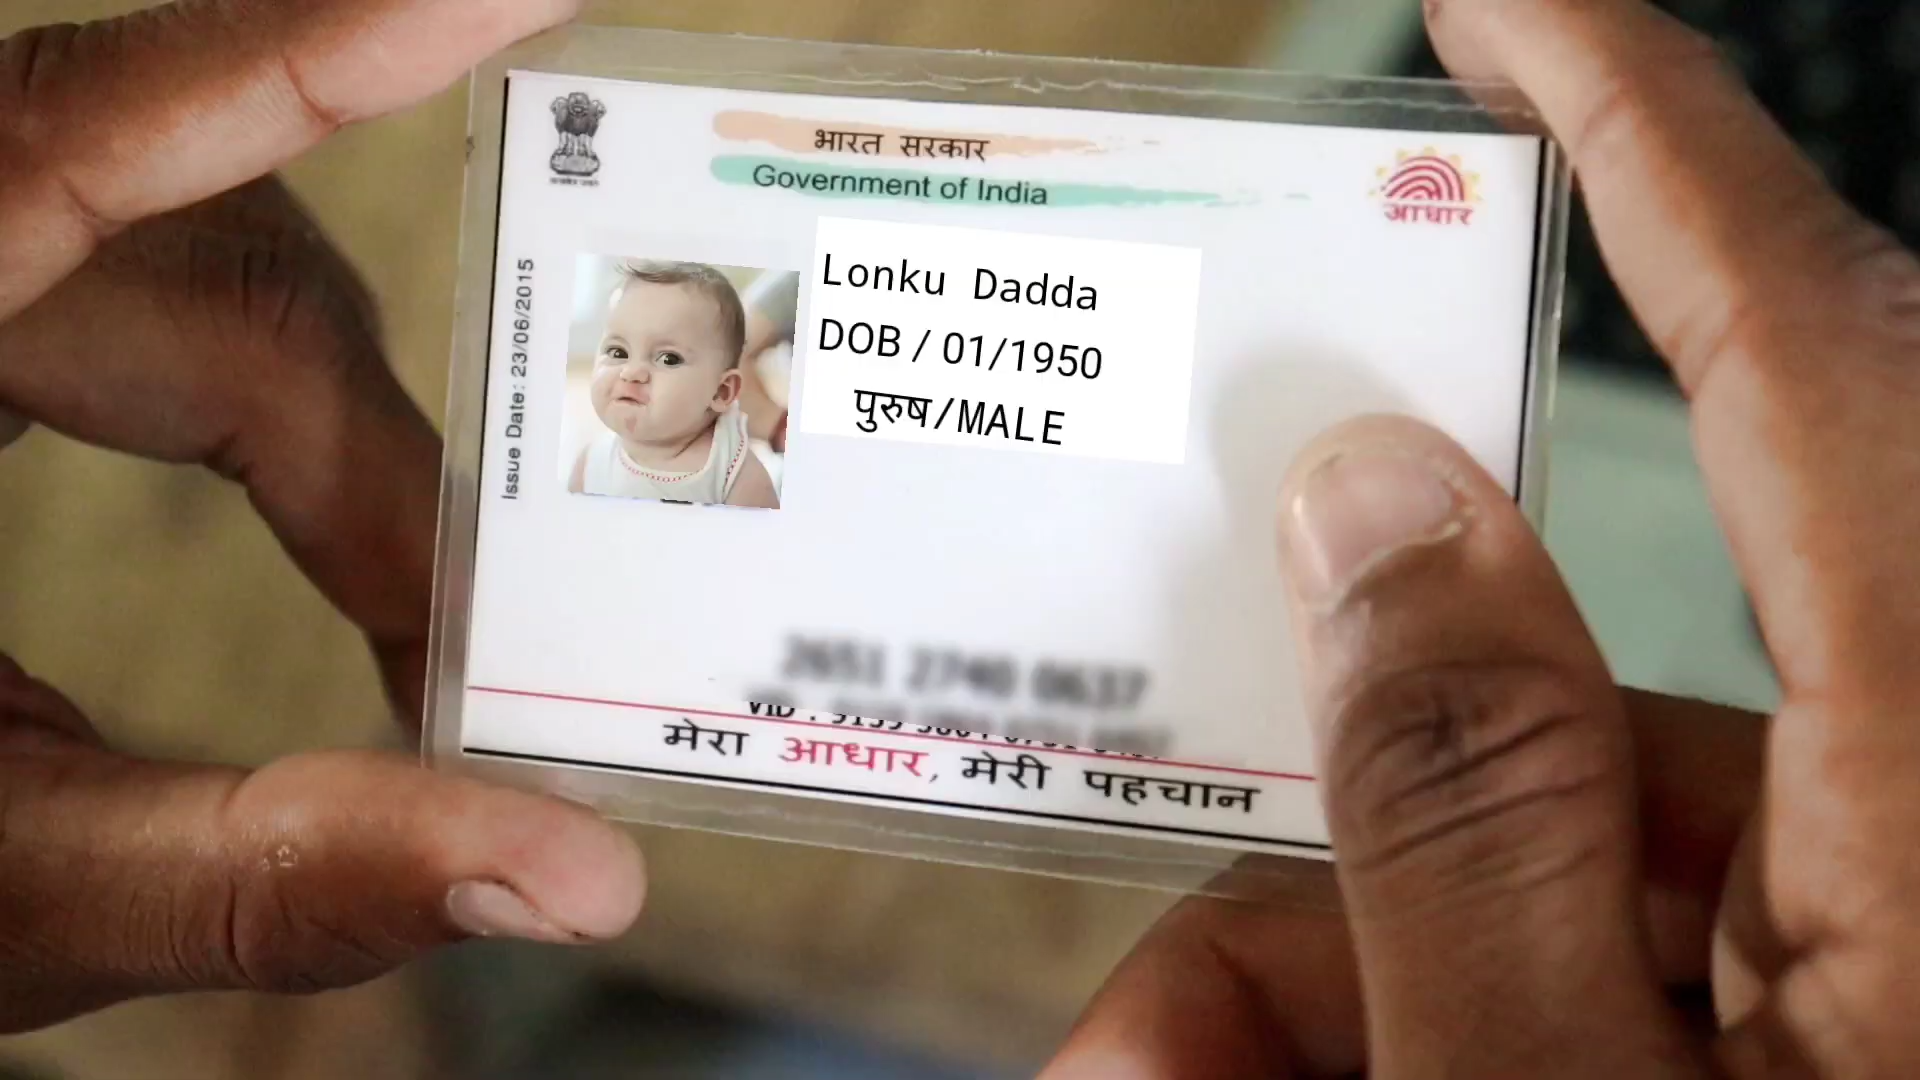 भारत सरकार
Government of India
आधार
Issue Date: 23/06/2015
Lonku Dadda
DOB / 01/1950
पुरुष/MALE
VID :
मेरा आधार, मेरी पहचान